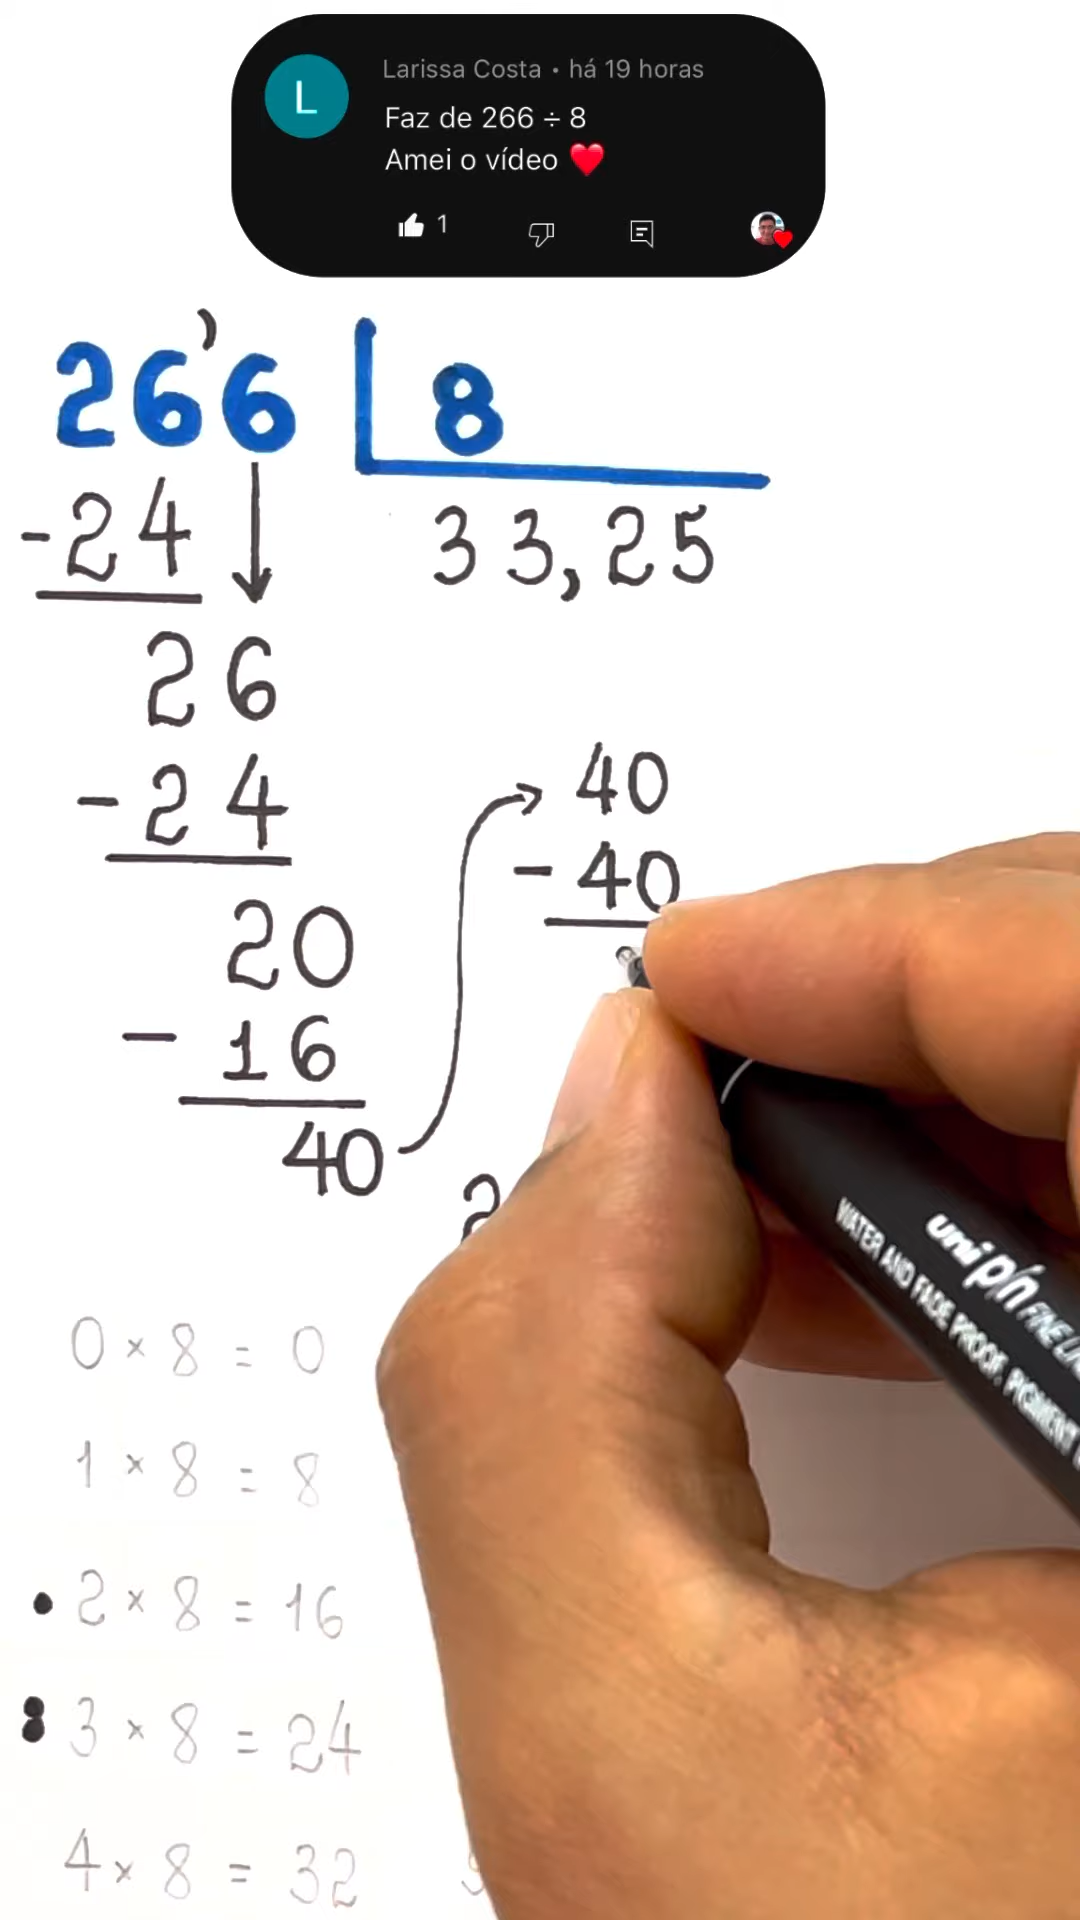 Larissa Costa • há 19 horas
Faz de 266 ÷ 8
Amei o vídeo ❤️
1
26'6 8
-24
33,25
26
-24
20
-16
40
40
-40
0 × 8 = 0
1 × 8 = 8
• 2 × 8 = 16
3 × 8 = 24
4 × 8 = 32
uni pin FINE
WATER AND FADE PROOF, PIGMENT